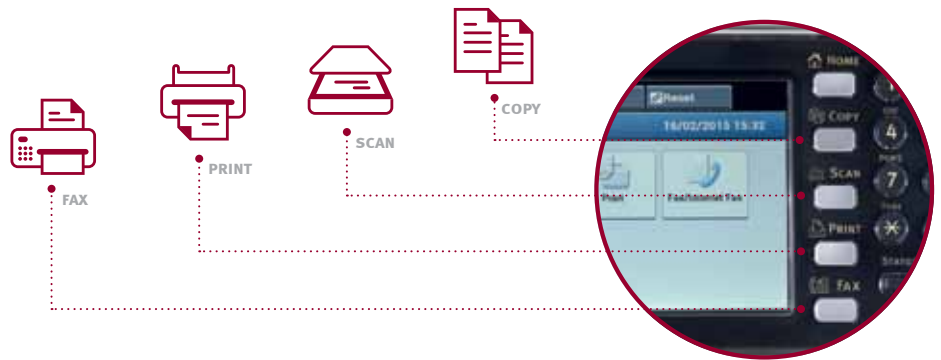 COPY
SCAN
PRINT
FAX
HOME
Reset
COPY
16/02/2015 15:32
4
SCAN
7
Print
Fax/Internet Fax
PRINT
*
FAX